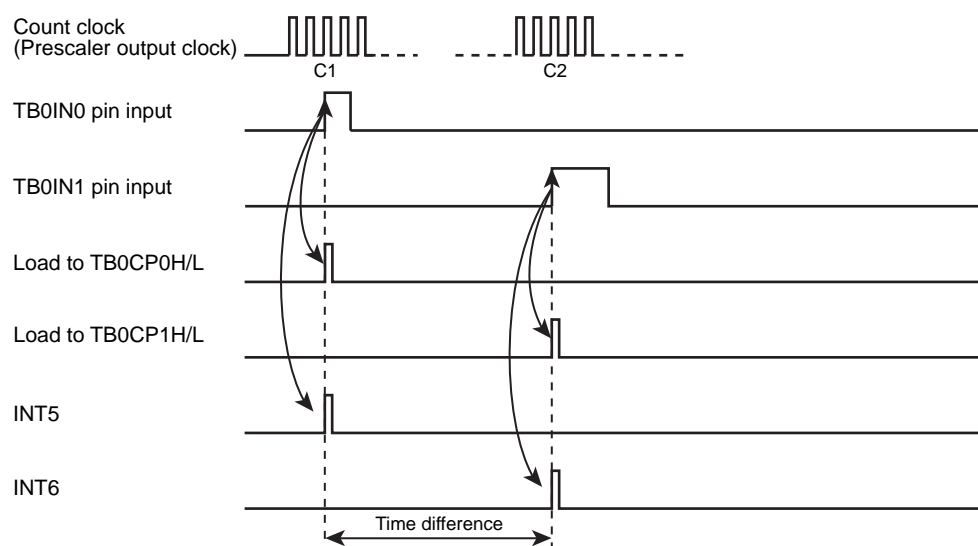 Count clock
(Prescaler output clock)
C1
C2
TB0IN0 pin input
TB0IN1 pin input
Load to TB0CP0H/L
Load to TB0CP1H/L
INT5
INT6
Time difference